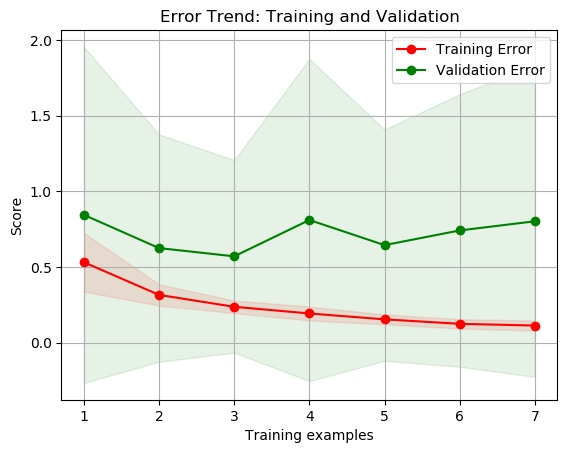 Error Trend: Training and Validation
2.0
1.5
1.0
0.5
0.0
Score
Training Error
Validation Error
1 2 3 4 5 6 7
Training examples